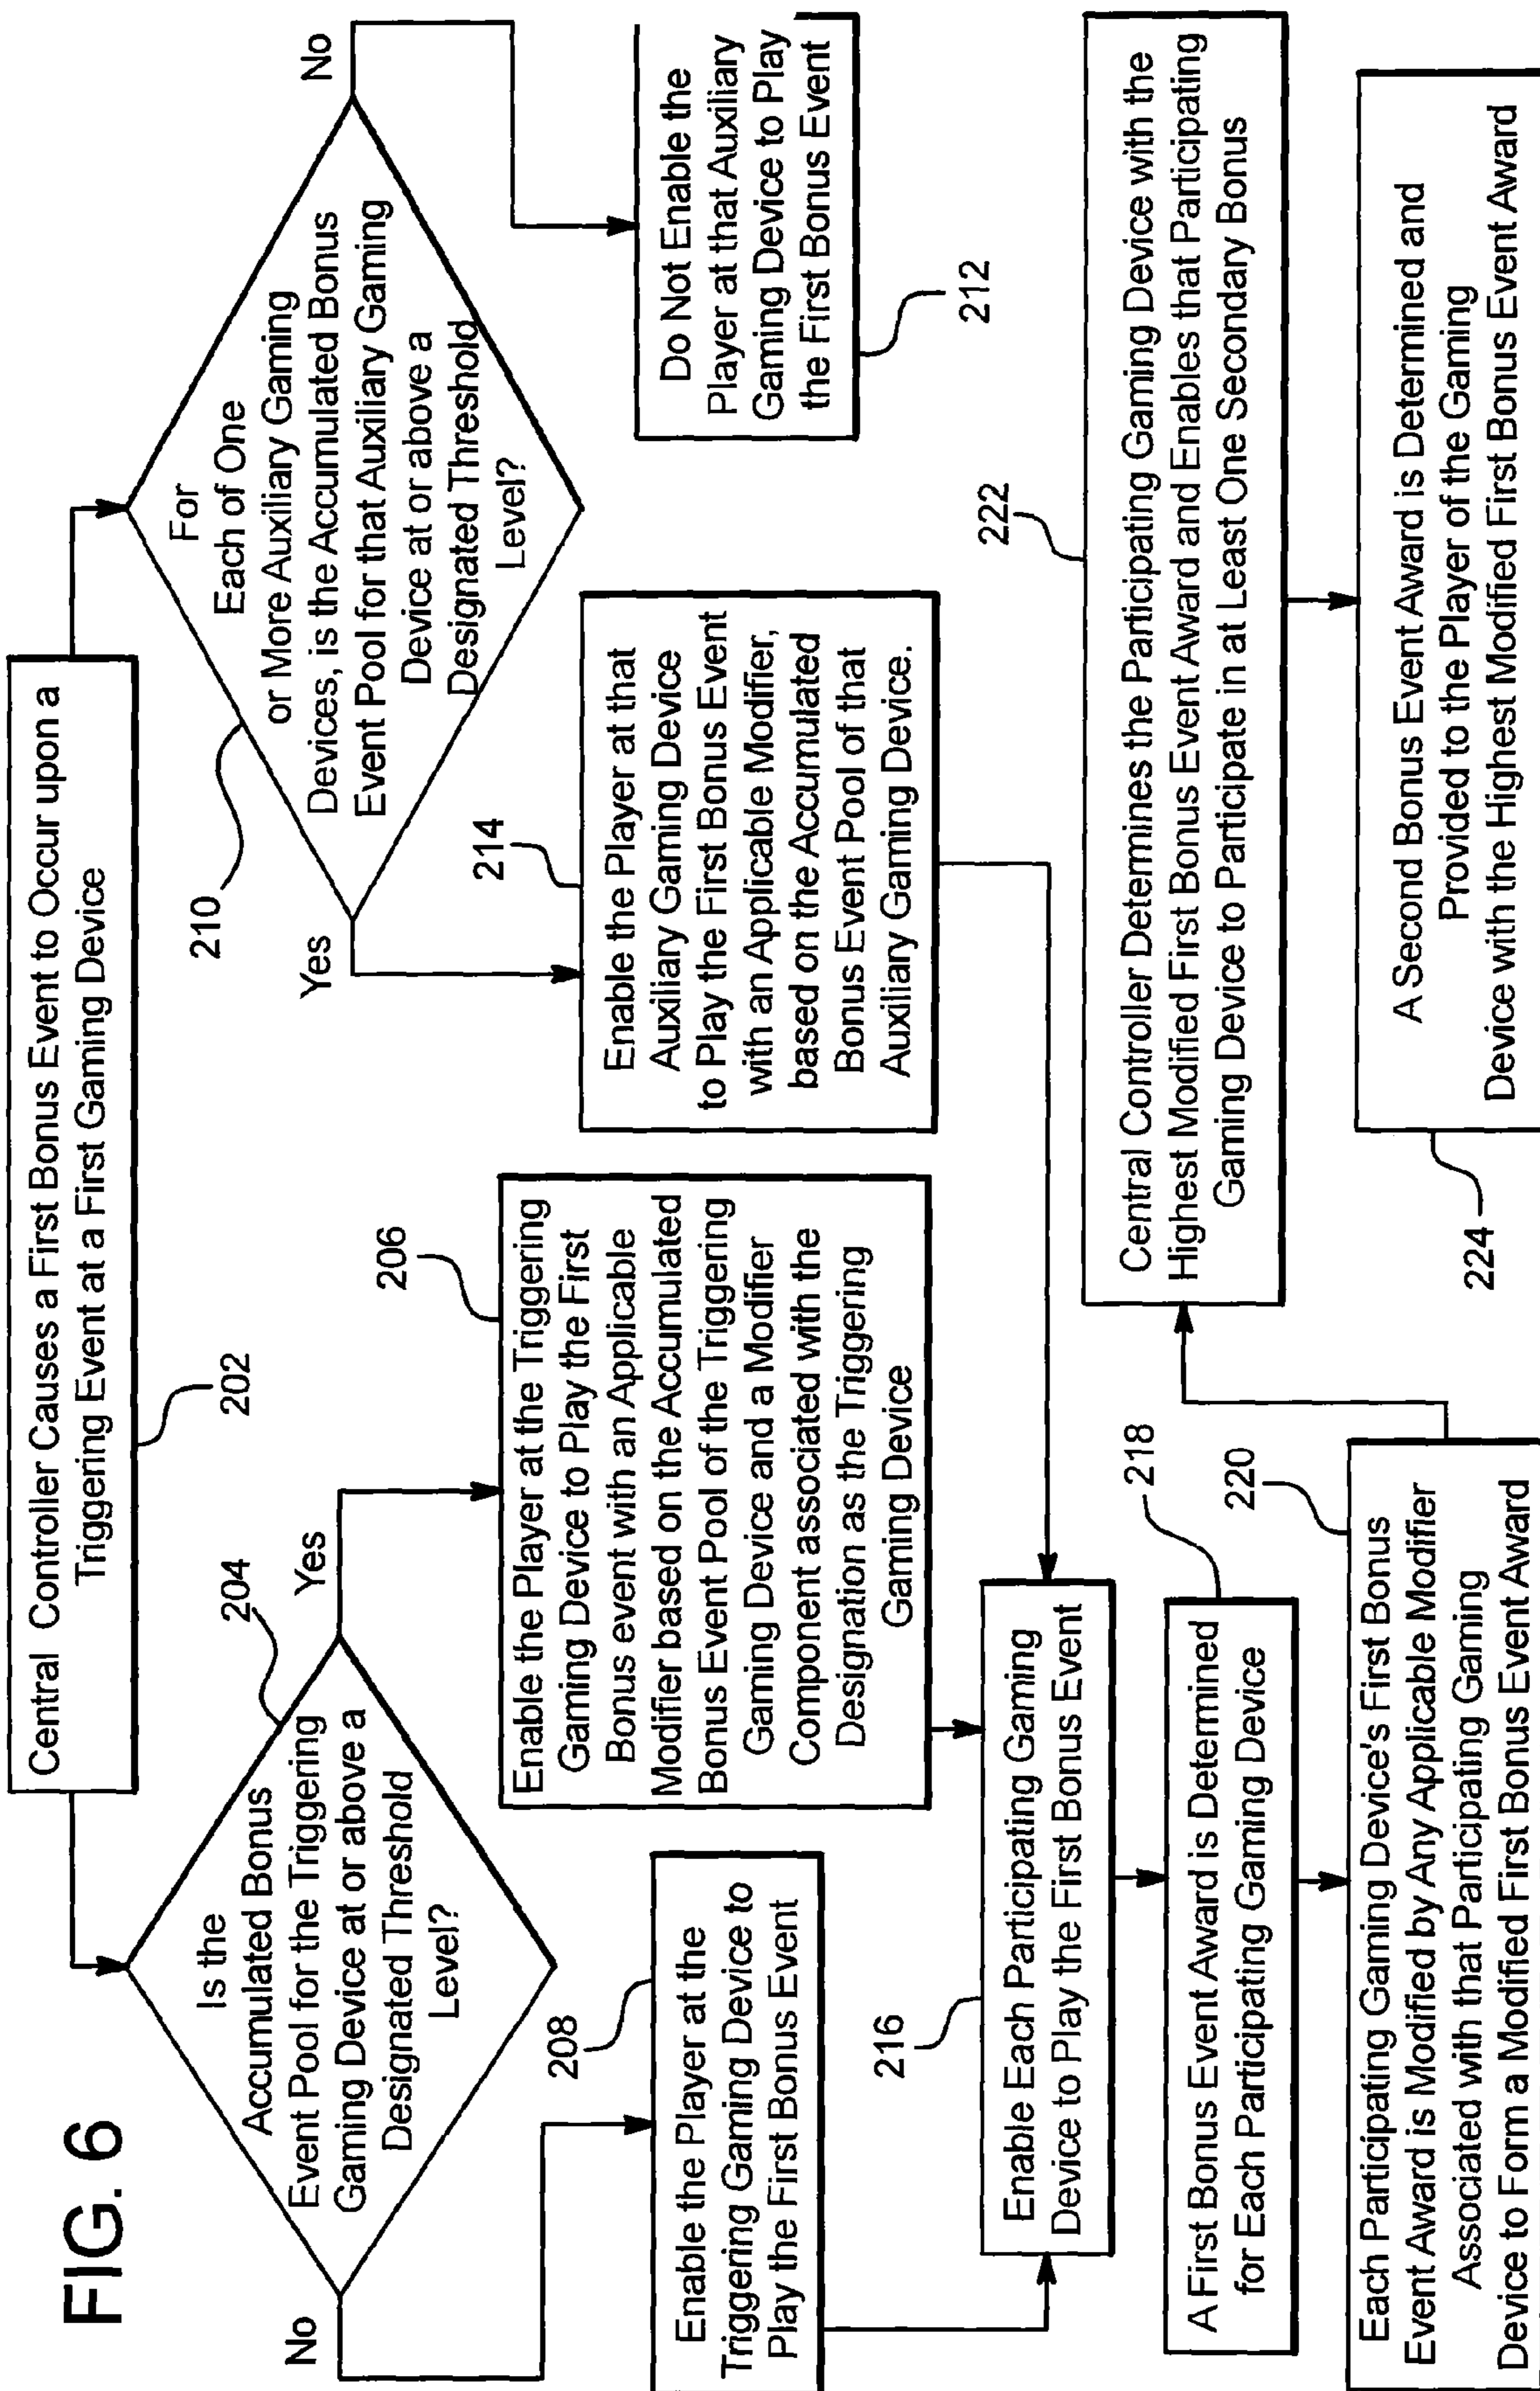 FIG. 6
Central Controller Causes a First Bonus Event to Occur upon a
Triggering Event at a First Gaming Device
202
Is the
Accumulated Bonus
Event Pool for the Triggering
Gaming Device at or above a
Designated Threshold
Level?
204
No
Yes
Enable the Player at the
Triggering Gaming Device to
Play the First Bonus Event
208
Enable the Player at the Triggering
Gaming Device to Play the First
Bonus event with an Applicable
Modifier based on the Accumulated
Bonus Event Pool of the Triggering
Gaming Device and a Modifier
Component associated with the
Designation as the Triggering
Gaming Device
206
For
Each of One
or More Auxiliary Gaming
Devices, is the Accumulated Bonus
Event Pool for that Auxiliary Gaming
Device at or above a
Designated Threshold
Level?
210
Yes
No
Enable the Player at that
Auxiliary Gaming Device
to Play the First Bonus Event
with an Applicable Modifier,
based on the Accumulated
Bonus Event Pool of that
Auxiliary Gaming Device.
214
Do Not Enable the
Player at that Auxiliary
Gaming Device to Play
the First Bonus Event
212
Enable Each Participating Gaming
Device to Play the First Bonus Event
216
A First Bonus Event Award is Determined
for Each Participating Gaming Device
218
Each Participating Gaming Device's First Bonus
Event Award is Modified by Any Applicable Modifier
Associated with that Participating Gaming
Device to Form a Modified First Bonus Event Award
220
Central Controller Determines the Participating Gaming Device with the
Highest Modified First Bonus Event Award and Enables that Participating
Gaming Device to Participate in at Least One Secondary Bonus
222
A Second Bonus Event Award is Determined and
Provided to the Player of the Gaming
Device with the Highest Modified First Bonus Event Award
224